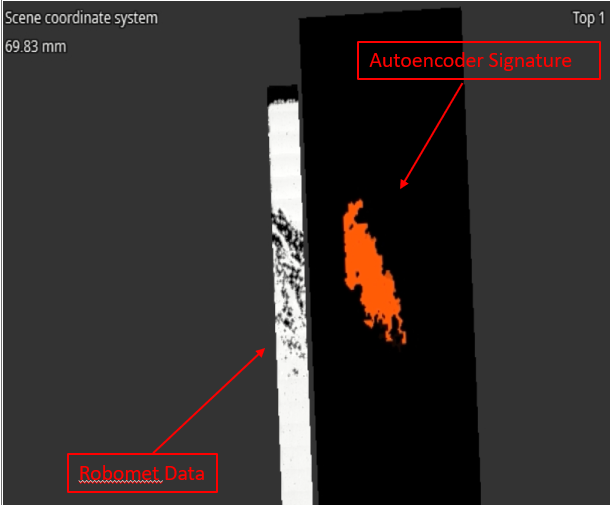 Scene coordinate system
Top 1
69.83 mm
Autoencoder Signature
Robomet Data